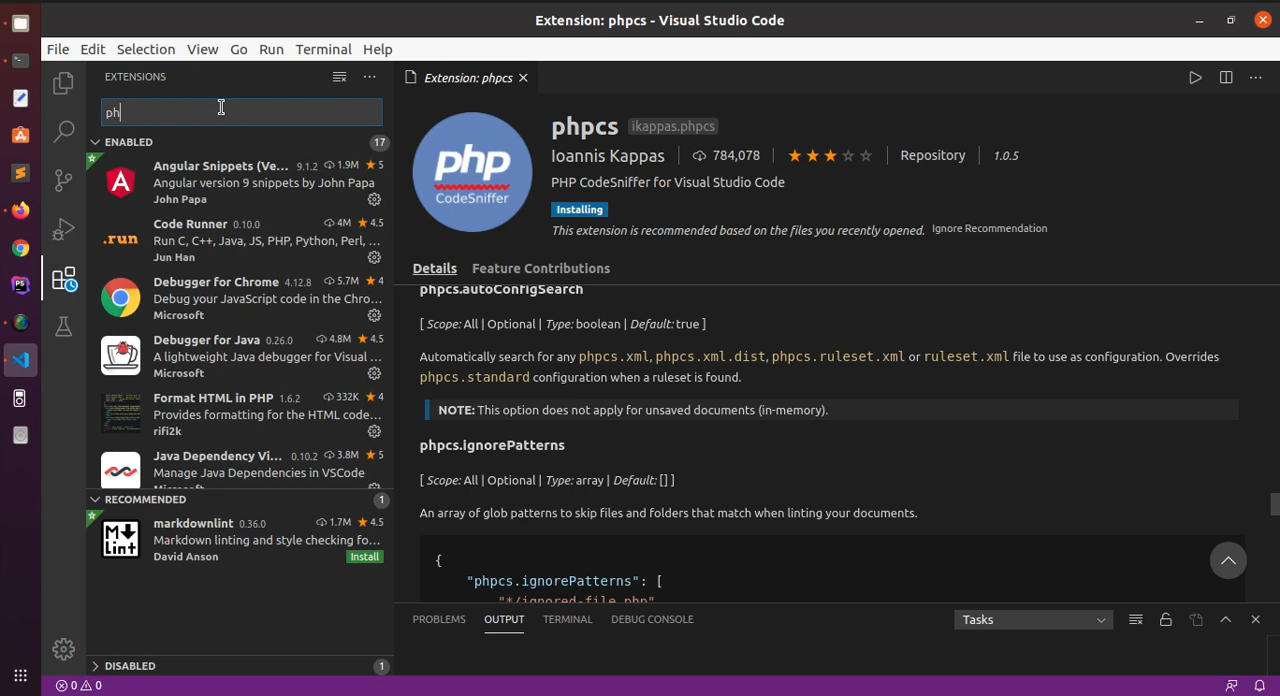 Extension: phpcs - Visual Studio Code
File Edit Selection View Go Run Terminal Help
EXTENSIONS
ph
ENABLED 17
Angular Snippets (Ve... 9.1.2 1.9M 5
Angular version 9 snippets by John Papa
John Papa
Code Runner 0.10.0 4M 4.5
Run C, C++, Java, JS, PHP, Python, Perl, ...
.run
Jun Han
Debugger for Chrome 4.12.8 5.7M 4
Debug your JavaScript code in the Chro...
Microsoft
Debugger for Java 0.26.0 4.8M 4.5
A lightweight Java debugger for Visual ...
Microsoft
Format HTML in PHP 1.6.2 332K 4
Provides formatting for the HTML code...
rifi2k
Java Dependency Vi... 0.10.2 3.8M 5
Manage Java Dependencies in VSCode
Microsoft
RECOMMENDED 1
markdownlint 0.36.0 1.7M 4.5
Markdown linting and style checking fo...
David Anson Install
M Lint
DISABLED 1
Extension: phpcs
php
CodeSniffer
phpcs ikappas.phpcs
Ioannis Kappas 784,078 Repository 1.0.5
PHP CodeSniffer for Visual Studio Code
Installing
This extension is recommended based on the files you recently opened. Ignore Recommendation
Details Feature Contributions
phpcs.autoConfigSearch
[ Scope: All | Optional | Type: boolean | Default: true ]
Automatically search for any phpcs.xml, phpcs.xml.dist, phpcs.ruleset.xml or ruleset.xml file to use as configuration. Overrides
phpcs.standard configuration when a ruleset is found.
NOTE: This option does not apply for unsaved documents (in-memory).
phpcs.ignorePatterns
[ Scope: All | Optional | Type: array | Default: [] ]
An array of glob patterns to skip files and folders that match when linting your documents.
{
"phpcs.ignorePatterns": [
"*/ignored-file.php"
PROBLEMS OUTPUT TERMINAL DEBUG CONSOLE Tasks
0 0